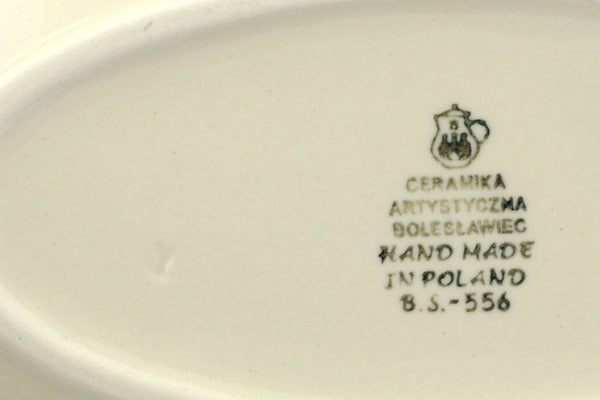 CERAMIKA
ARTYSTYCZNA
BOLESŁAWIEC
HAND MADE
IN POLAND
B.S.-556